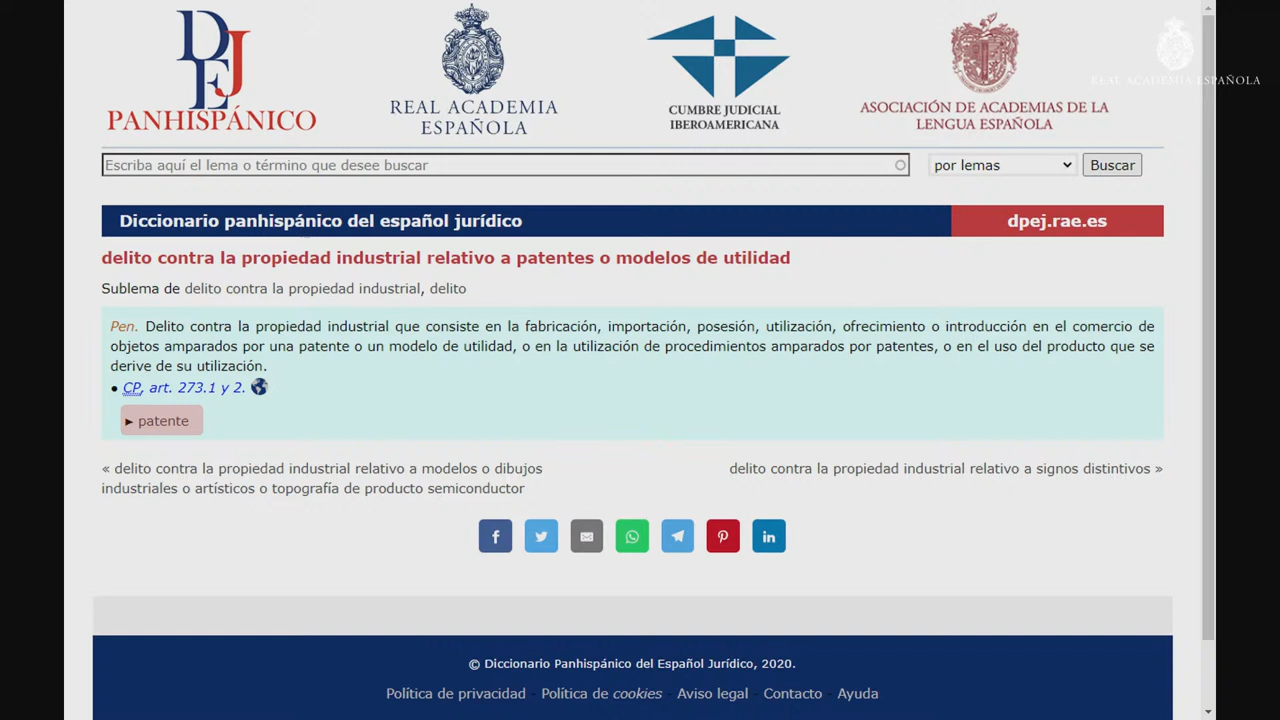 DEJ
PANHISPÁNICO
REAL ACADEMIA
ESPAÑOLA
CUMBRE JUDICIAL
IBEROAMERICANA
ASOCIACIÓN DE ACADEMIAS DE LA
LENGUA ESPAÑOLA
REAL ACADEMIA ESPAÑOLA
Escriba aquí el lema o término que desee buscar
por lemas
Buscar
Diccionario panhispánico del español jurídico
dpej.rae.es
delito contra la propiedad industrial relativo a patentes o modelos de utilidad
Sublema de delito contra la propiedad industrial, delito
Pen. Delito contra la propiedad industrial que consiste en la fabricación, importación, posesión, utilización, ofrecimiento o introducción en el comercio de
objetos amparados por una patente o un modelo de utilidad, o en la utilización de procedimientos amparados por patentes, o en el uso del producto que se
derive de su utilización.
● CP, art. 273.1 y 2.
► patente
« delito contra la propiedad industrial relativo a modelos o dibujos
industriales o artísticos o topografía de producto semiconductor
delito contra la propiedad industrial relativo a signos distintivos »
© Diccionario Panhispánico del Español Jurídico, 2020.
Política de privacidad - Política de cookies - Aviso legal - Contacto - Ayuda